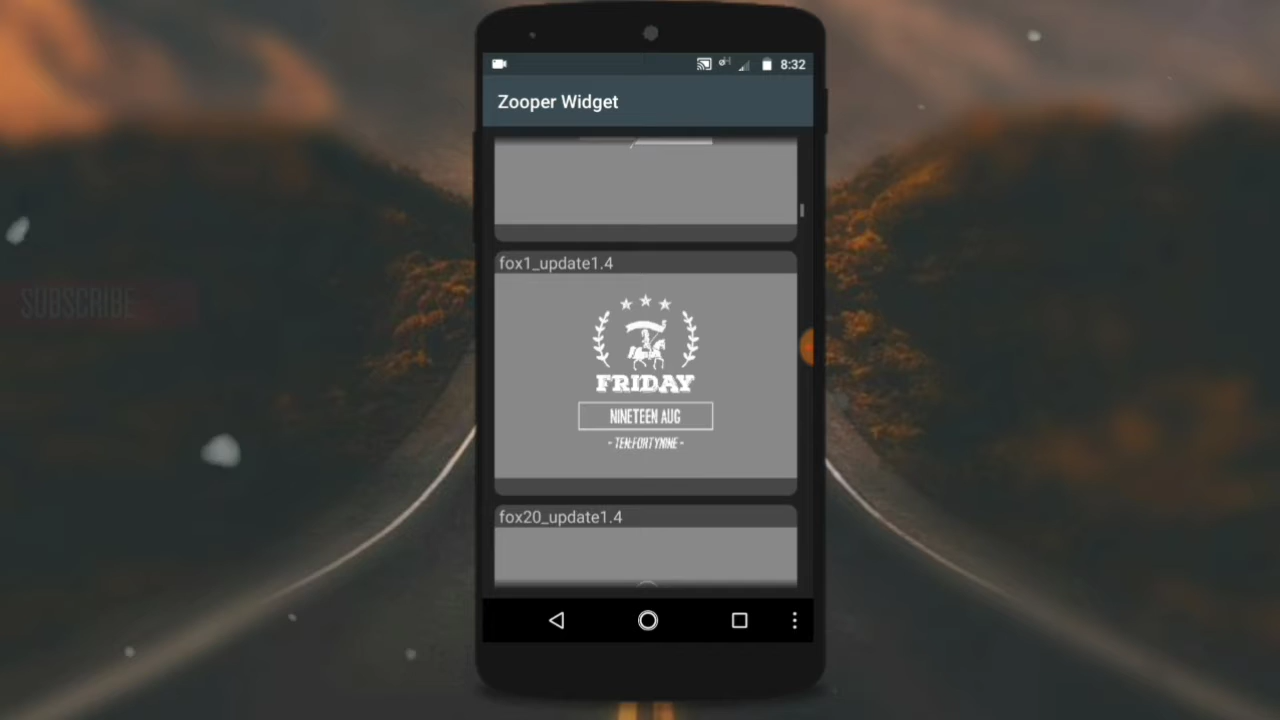 8:32
Zooper Widget
SUBSCRIBE
fox1_update1.4
FRIDAY
NINETEEN AUG
- TEN:FORTYNINE -
fox20_update1.4